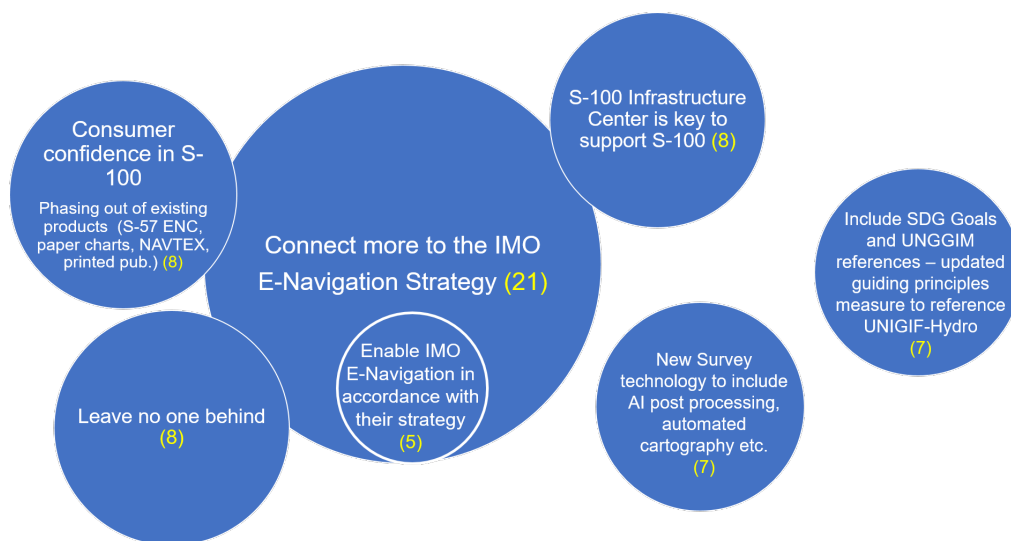 Consumer
confidence in S-
100
Phasing out of existing
products (S-57 ENC,
paper charts, NAVTEX,
printed pub.) (8)
Connect more to the IMO
E-Navigation Strategy (21)
Enable IMO
E-Navigation in
accordance with
their strategy
(5)
Leave no one behind
(8)
S-100 Infrastructure
Center is key to
support S-100 (8)
New Survey
technology to include
AI post processing,
automated
cartography etc.
(7)
Include SDG Goals
and UNGGIM
references – updated
guiding principles
measure to reference
UNIGIF-Hydro
(7)